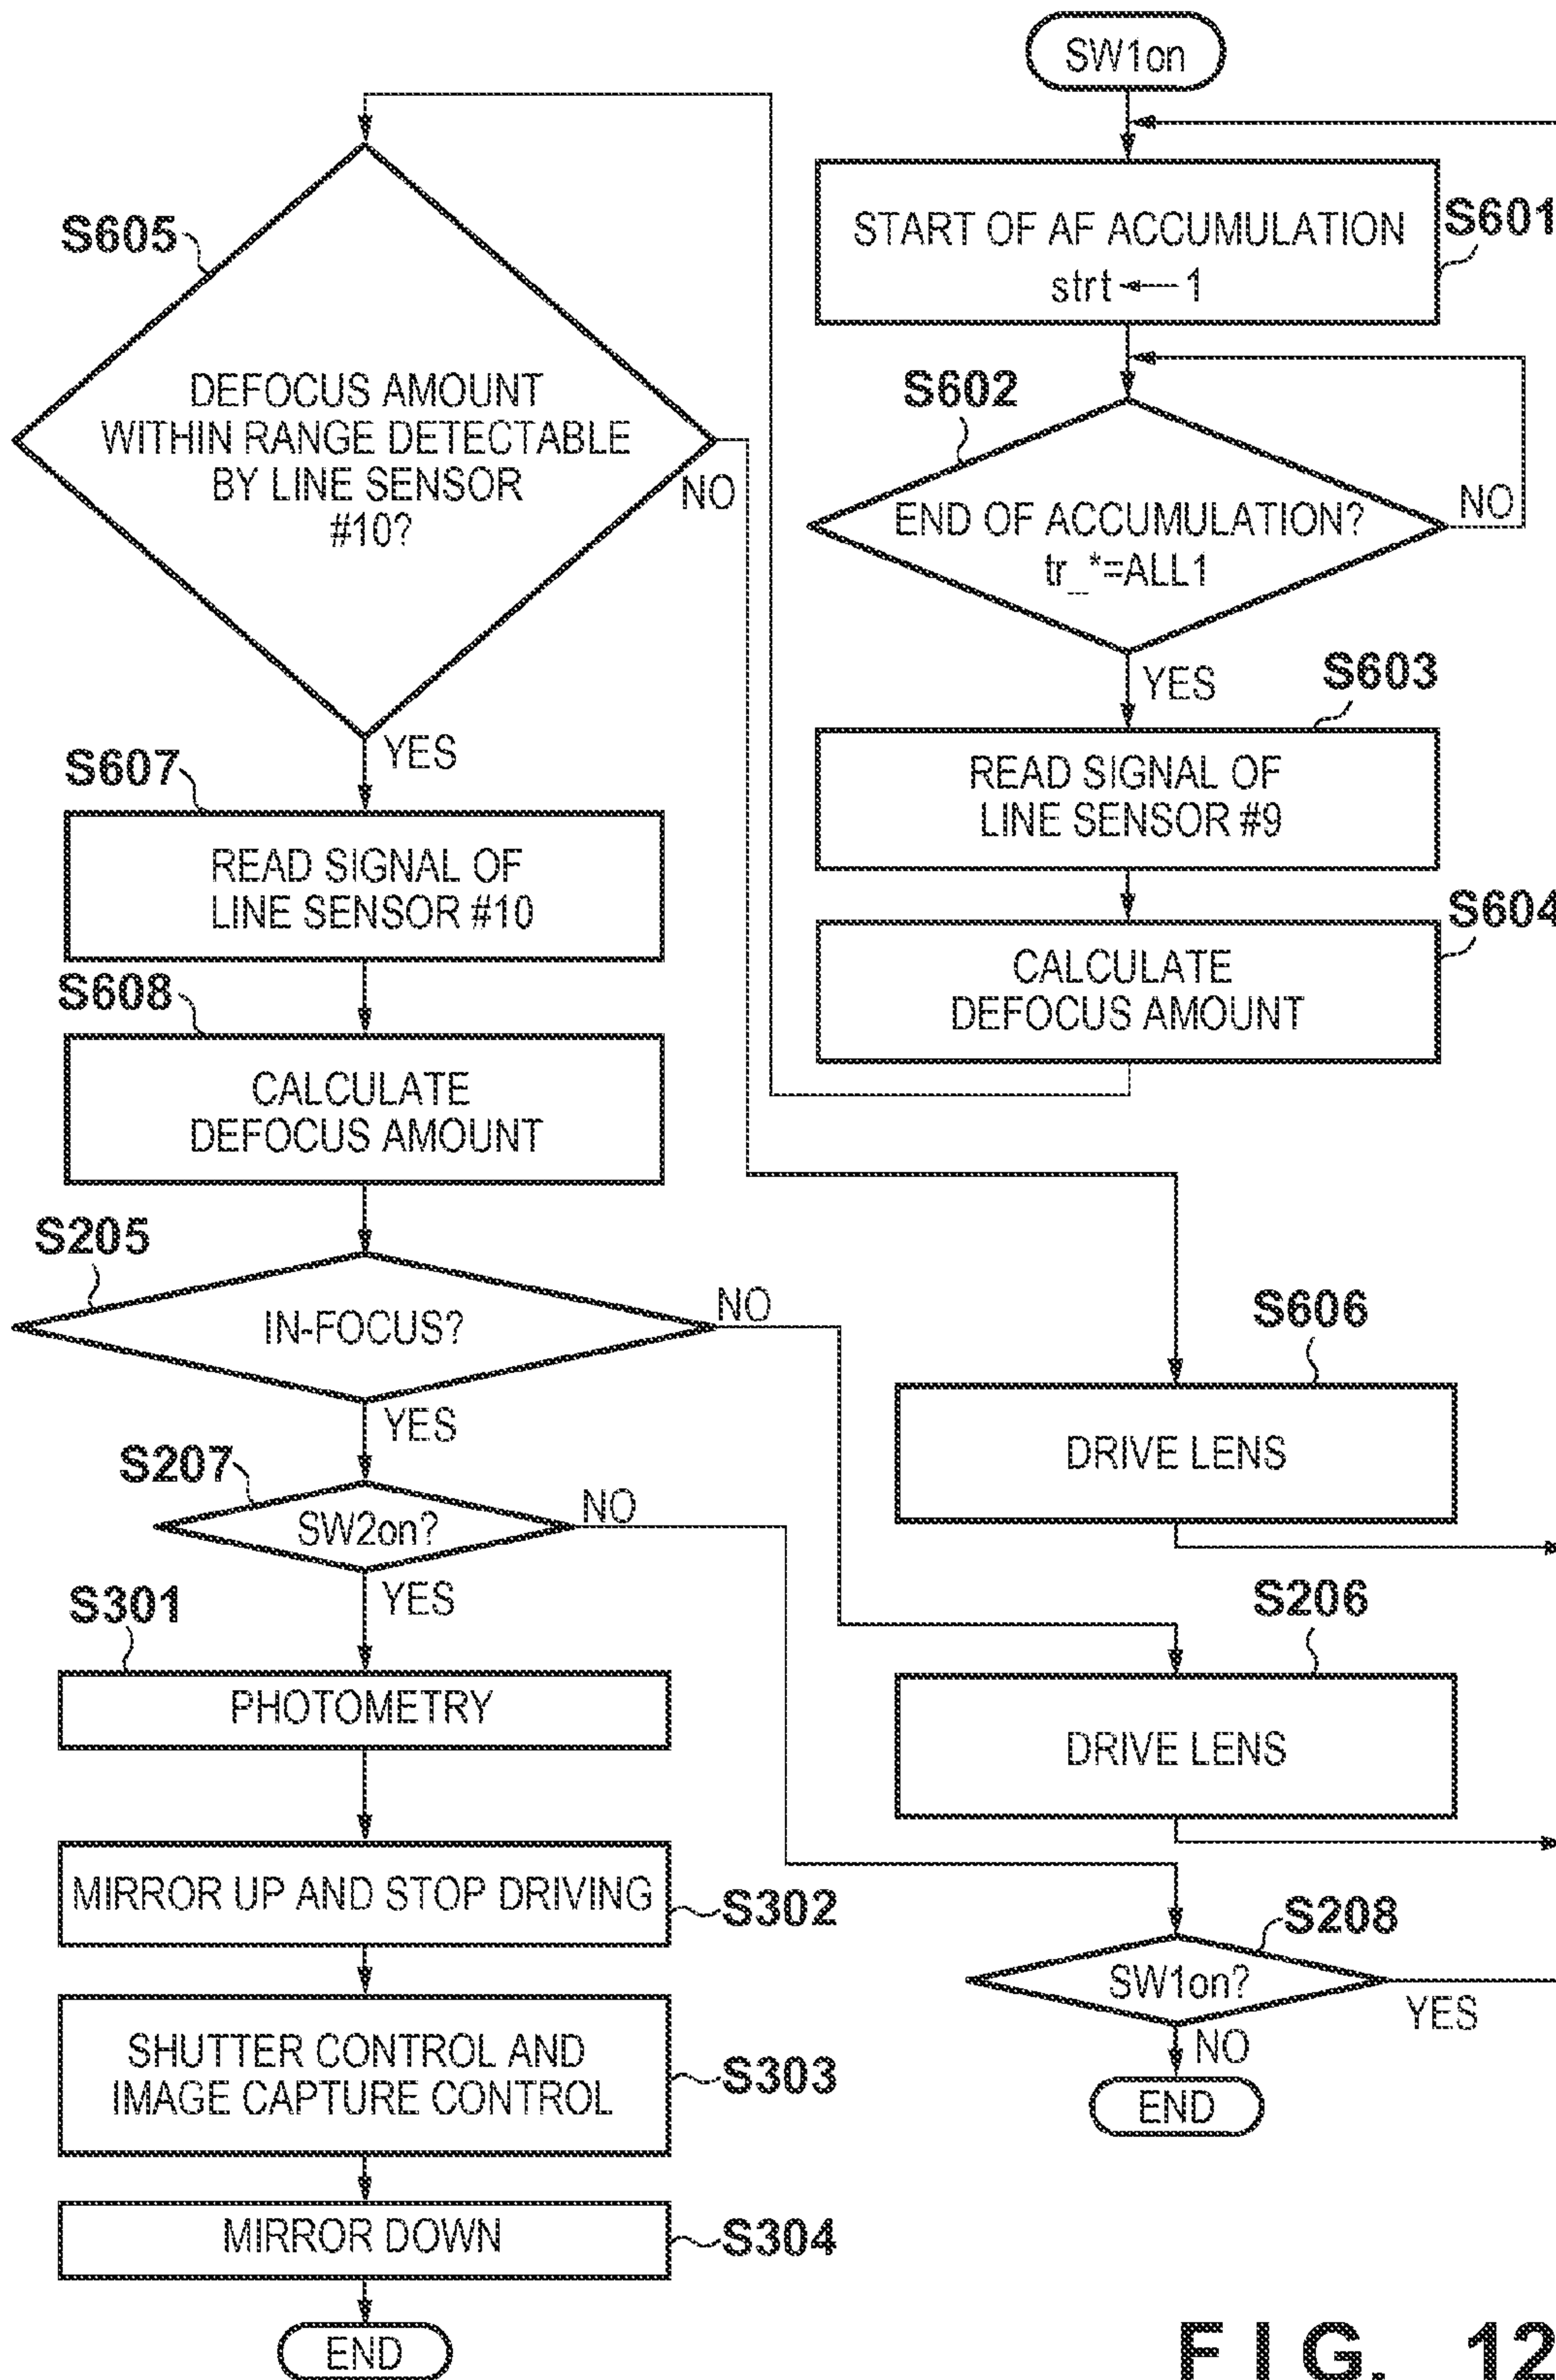 SW1on
START OF AF ACCUMULATION
strt ← 1
S601
S602
END OF ACCUMULATION?
tr_*=ALL1
NO
YES
S603
READ SIGNAL OF
LINE SENSOR #9
S604
CALCULATE
DEFOCUS AMOUNT
S605
DEFOCUS AMOUNT
WITHIN RANGE DETECTABLE
BY LINE SENSOR
#10?
NO
YES
S607
READ SIGNAL OF
LINE SENSOR #10
S608
CALCULATE
DEFOCUS AMOUNT
S205
IN-FOCUS?
NO
YES
S606
DRIVE LENS
S207
SW2on?
NO
YES
S206
DRIVE LENS
S301
PHOTOMETRY
MIRROR UP AND STOP DRIVING
S302
S208
SW1on?
YES
NO
END
SHUTTER CONTROL AND
IMAGE CAPTURE CONTROL
S303
MIRROR DOWN
S304
END
FIG. 12